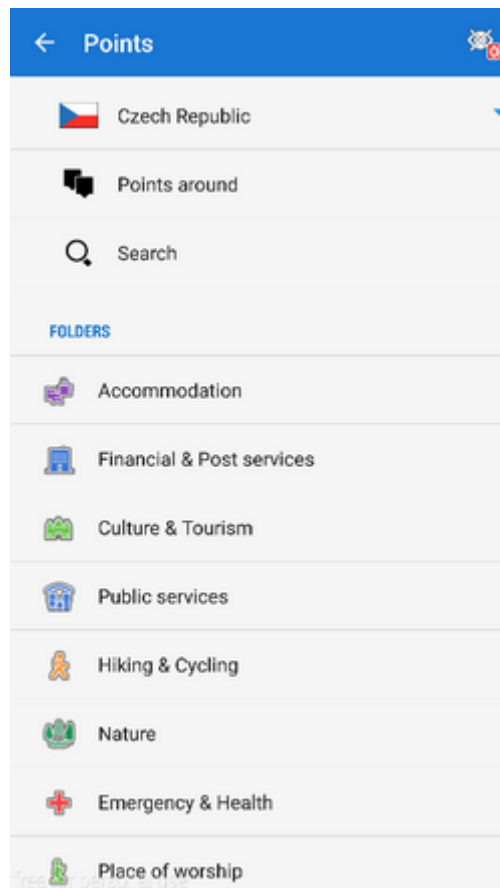 Points
Czech Republic
Points around
Search
FOLDERS
Accommodation
Financial & Post services
Culture & Tourism
Public services
Hiking & Cycling
Nature
Emergency & Health
Place of worship